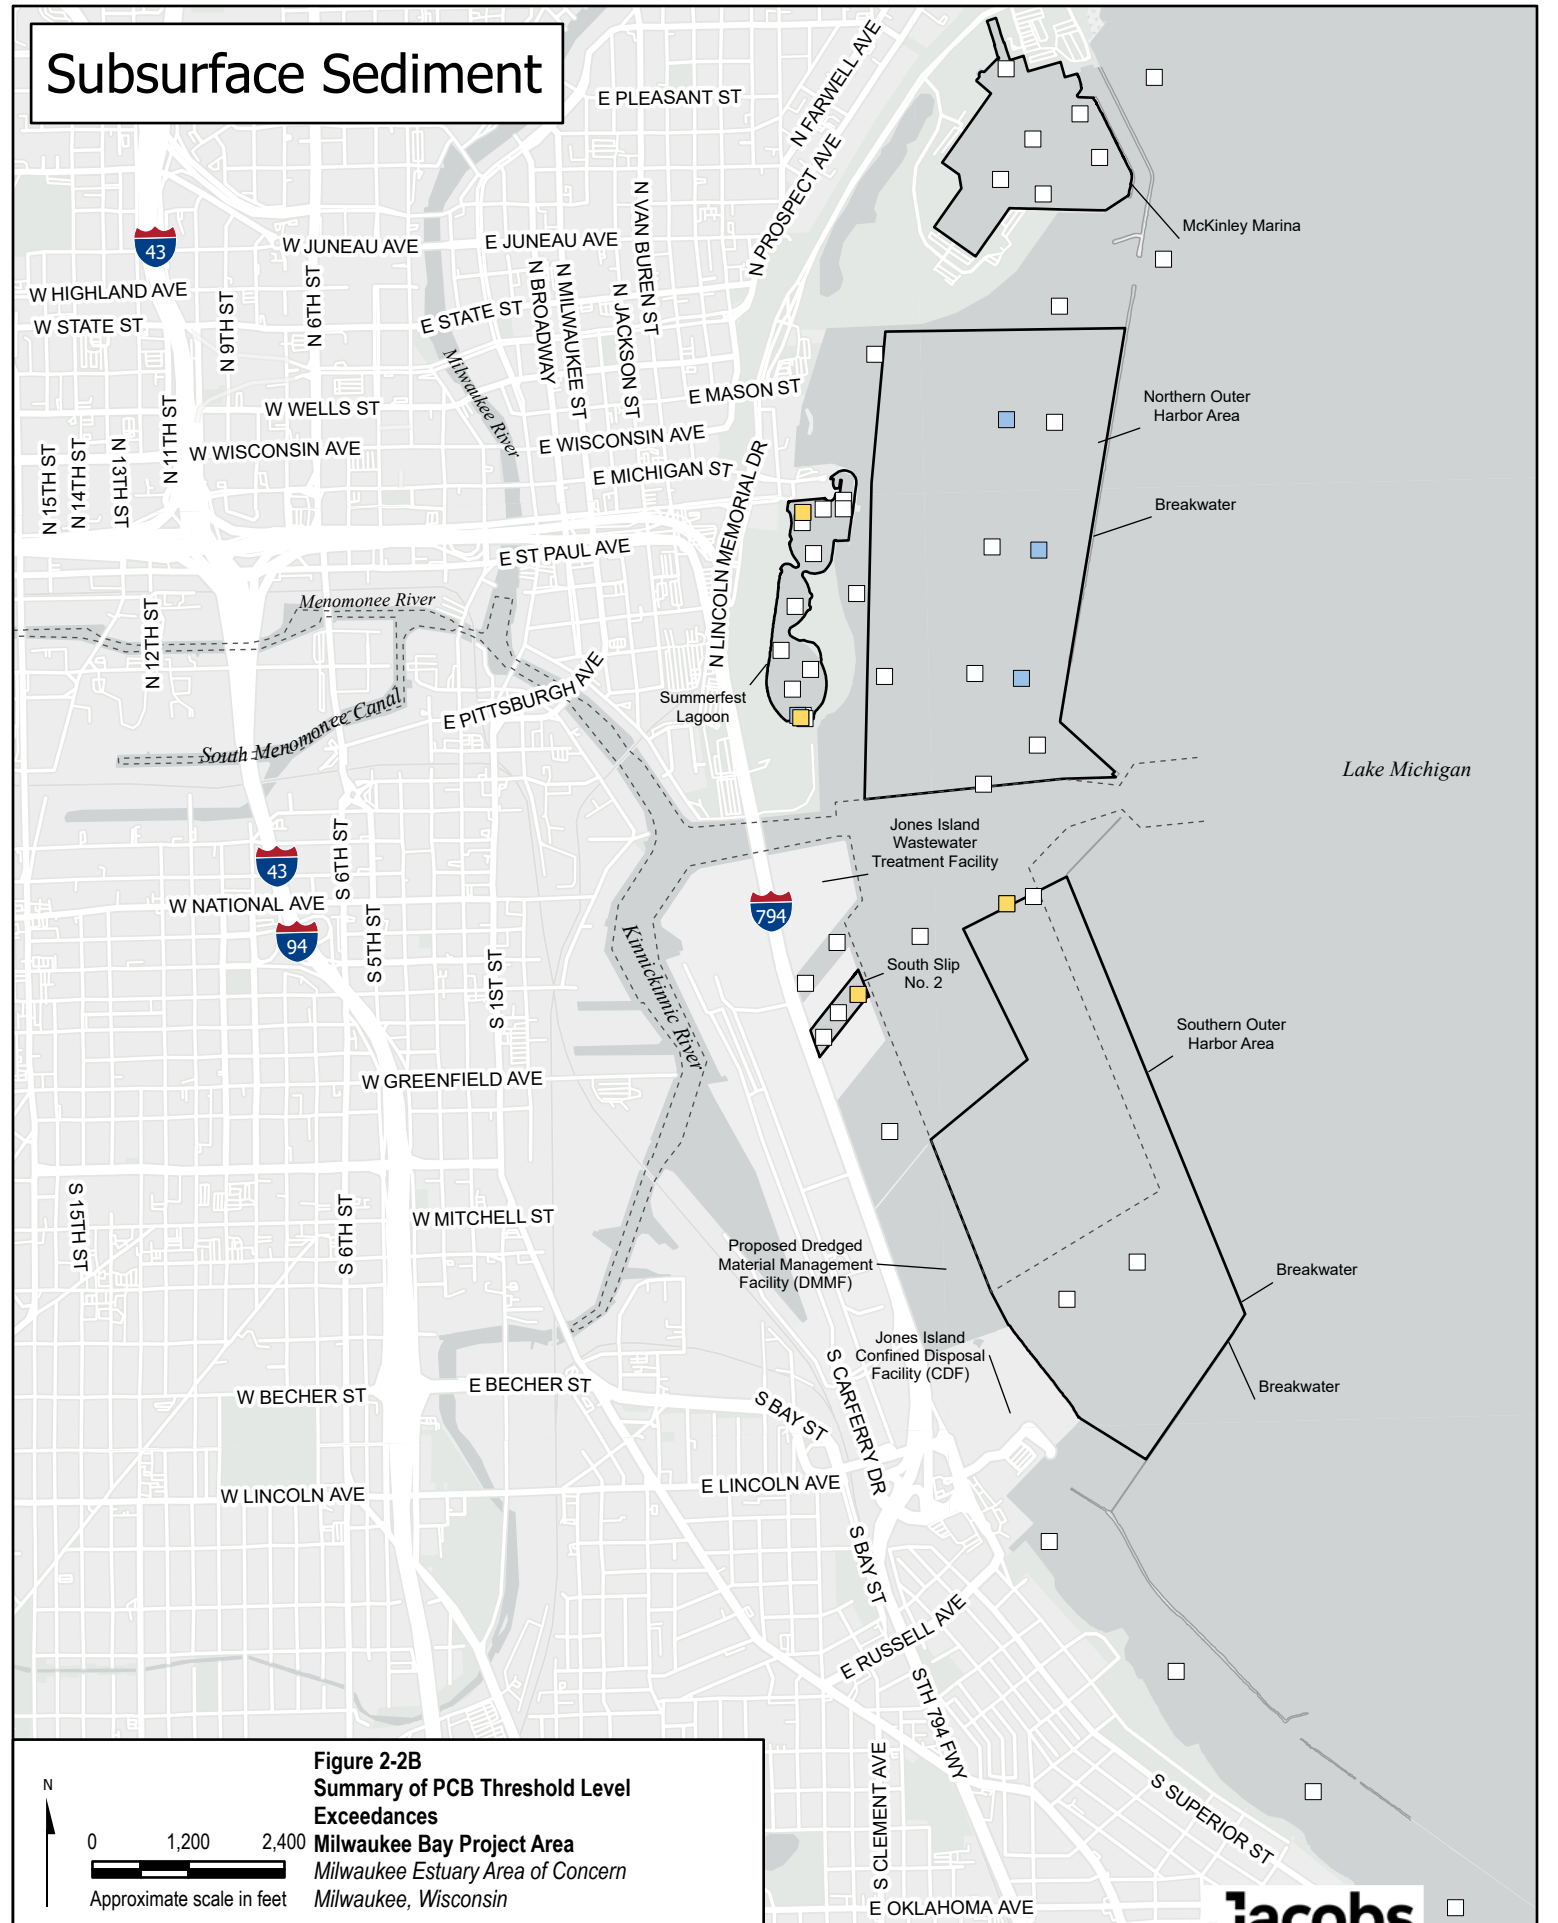 Subsurface Sediment
E PLEASANT ST
N FARWELL AVE
N PROSPECT AVE
N VAN BUREN ST
McKinley Marina
43
W JUNEAU AVE
E JUNEAU AVE
W HIGHLAND AVE
W STATE ST
N 9TH ST
N 6TH ST
E STATE ST
N BROADWAY
N MILWAUKEE ST
N JACKSON ST
Milwaukee River
E MASON ST
W WELLS ST
Northern Outer
Harbor Area
N 15TH ST
N 14TH ST
N 13TH ST
N 11TH ST
W WISCONSIN AVE
E WISCONSIN AVE
E MICHIGAN ST
N LINCOLN MEMORIAL DR
Breakwater
E ST PAUL AVE
Menomonee River
N 12TH ST
South Menomonee Canal
E PITTSBURGH AVE
Summerfest
Lagoon
Lake Michigan
Jones Island
Wastewater
Treatment Facility
43
S 6TH ST
W NATIONAL AVE
794
94
S 5TH ST
S 1ST ST
Kinnickinnic River
South Slip
No. 2
Southern Outer
Harbor Area
W GREENFIELD AVE
S 15TH ST
S 6TH ST
W MITCHELL ST
Proposed Dredged
Material Management
Facility (DMMF)
Breakwater
Jones Island
Confined Disposal
Facility (CDF)
Breakwater
W BECHER ST
E BECHER ST
S BAY ST
S CARFERRY DR
W LINCOLN AVE
E LINCOLN AVE
S BAY ST
E RUSSELL AVE
STH 794 FWY
S CLEMENT AVE
S SUPERIOR ST
E OKLAHOMA AVE
N
0 1,200 2,400
Approximate scale in feet
Figure 2-2B
Summary of PCB Threshold Level
Exceedances
Milwaukee Bay Project Area
Milwaukee Estuary Area of Concern
Milwaukee, Wisconsin
Jacobs